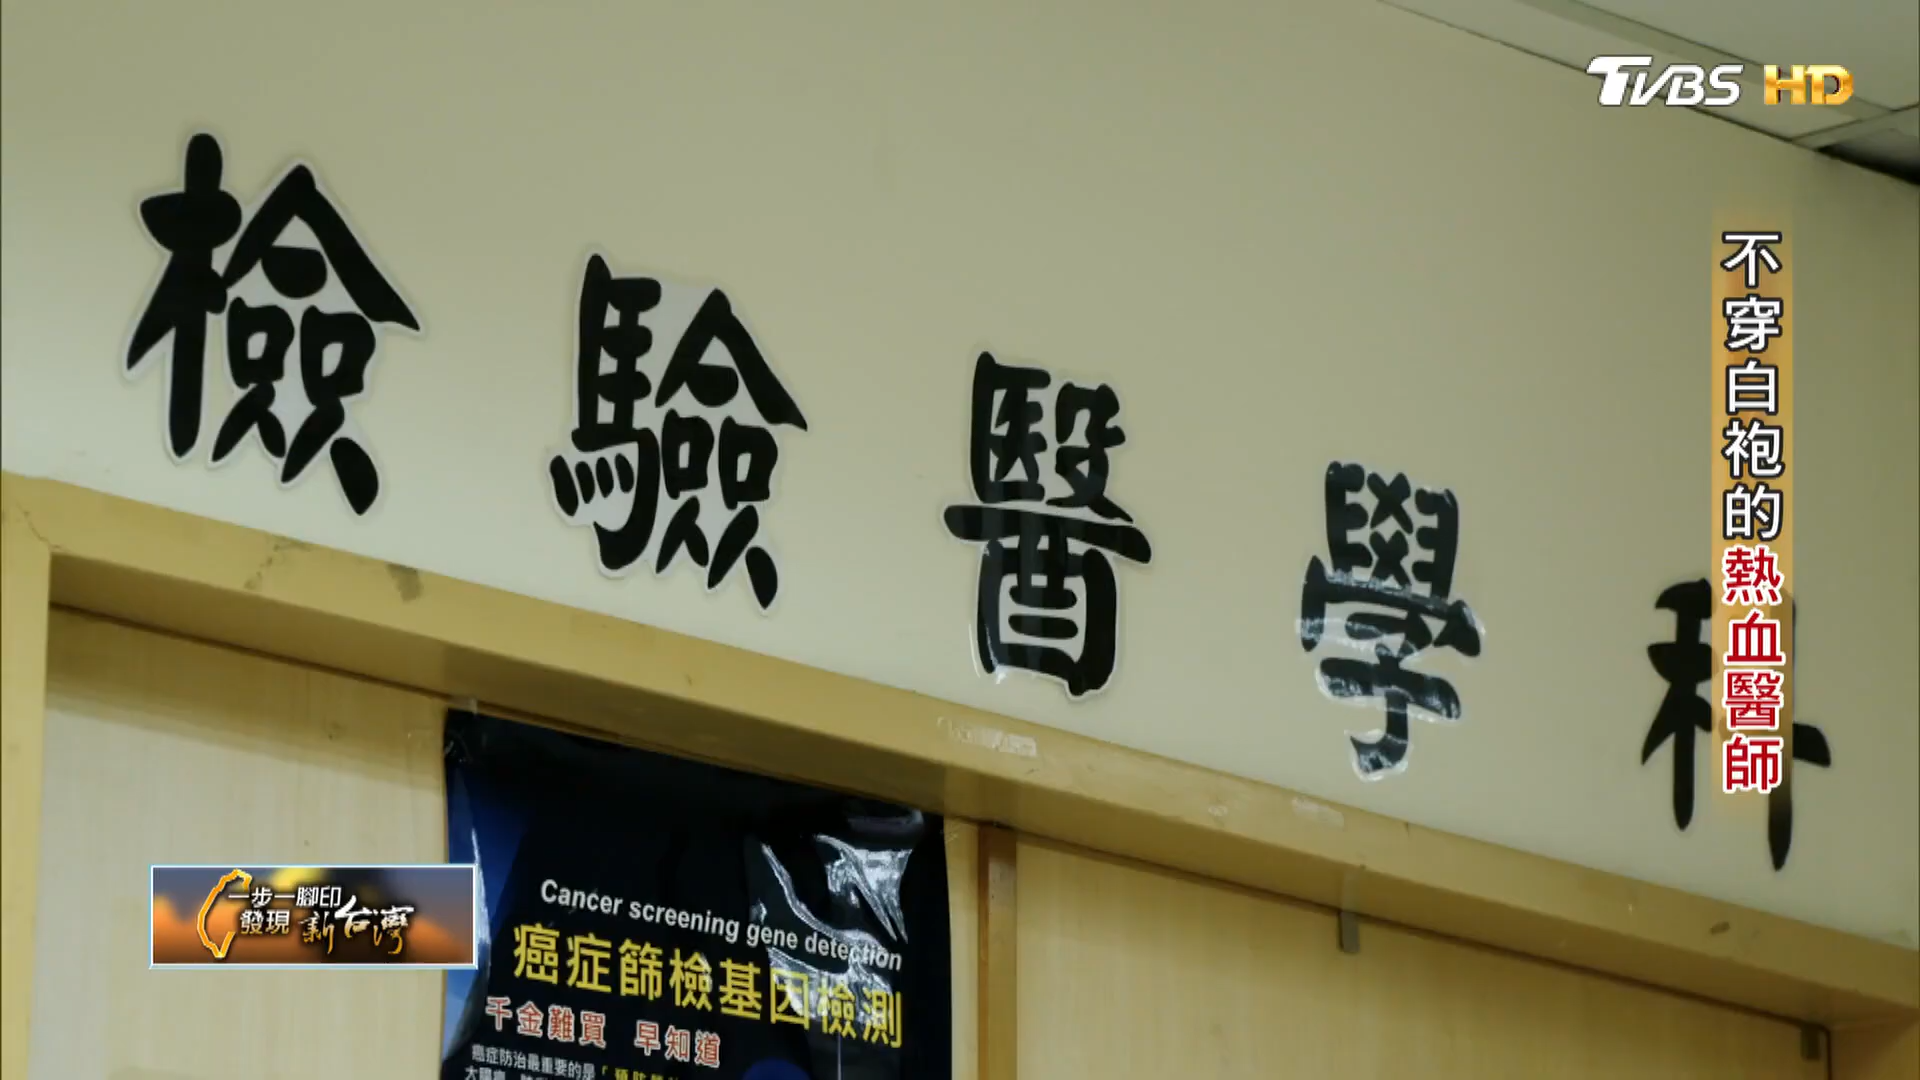 TVBS HD
檢驗醫學科
不穿白袍的熱血醫師
一步一腳印
發現新台灣
Cancer screening gene detection
癌症篩檢基因檢測
千金難買 早知道
癌症防治最重要的是「預防